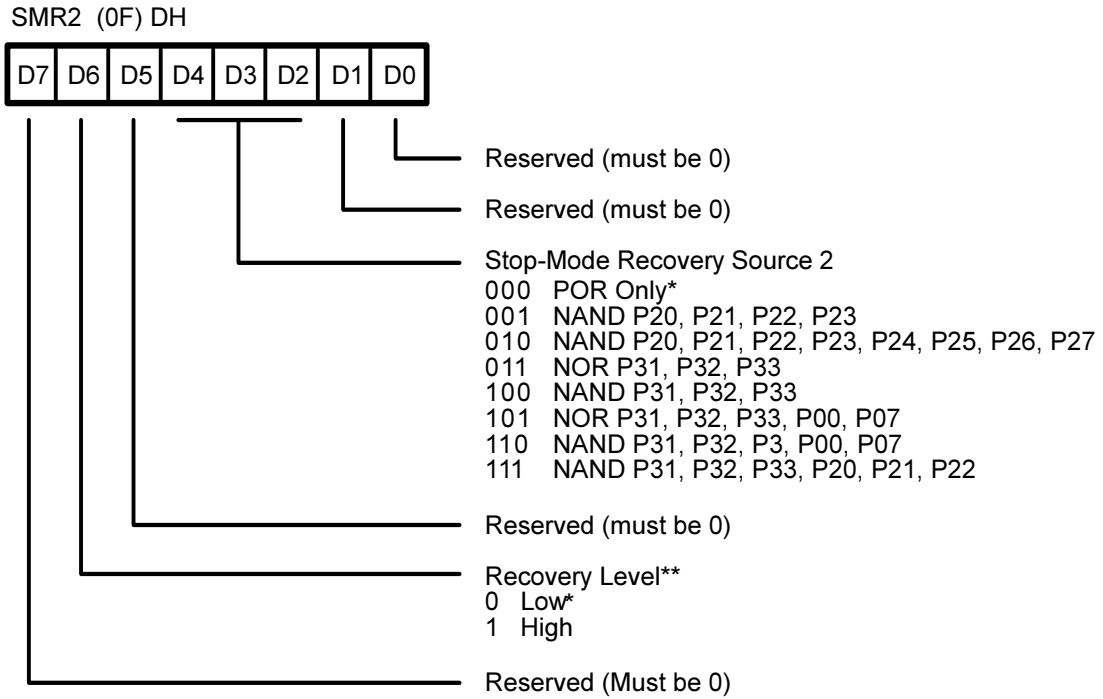 SMR2 (0F) DH
D7 D6 D5 D4 D3 D2 D1 D0
Reserved (must be 0)
Reserved (must be 0)
Stop-Mode Recovery Source 2
000 POR Only*
001 NAND P20, P21, P22, P23
010 NAND P20, P21, P22, P23, P24, P25, P26, P27
011 NOR P31, P32, P33
100 NAND P31, P32, P33
101 NOR P31, P32, P33, P00, P07
110 NAND P31, P32, P3, P00, P07
111 NAND P31, P32, P33, P20, P21, P22
Reserved (must be 0)
Recovery Level**
0 Low*
1 High
Reserved (Must be 0)